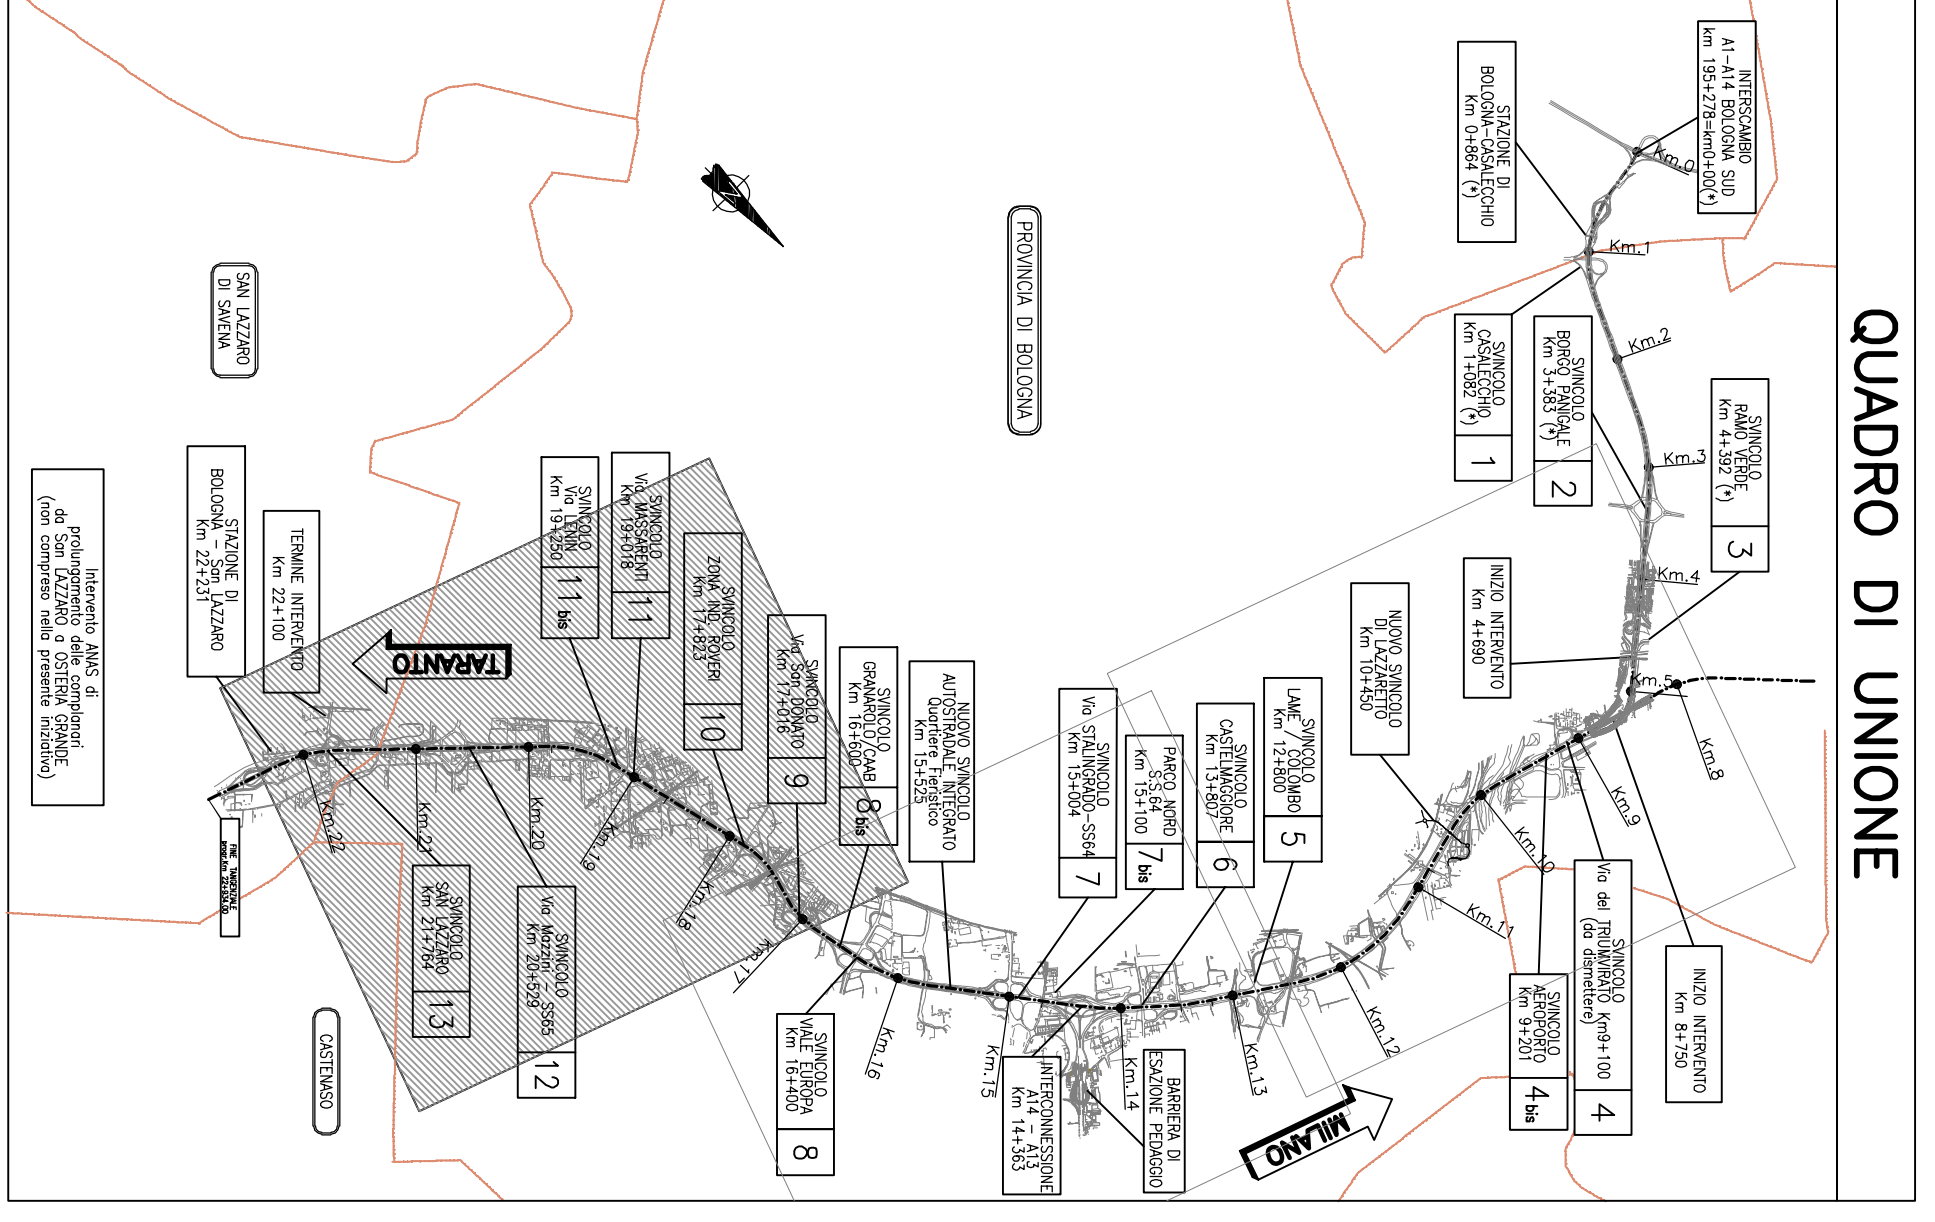 QUADRO DI UNIONE
INTERSCAMBIO
A1-A14 BOLOGNA SUD
km 195+278=km0+00(*)
STAZIONE DI
BOLOGNA-CASALECCHIO
Km 0+864 (*)
Km.0
Km.1
SVINCOLO
CASALECCHIO
Km 1+082 (*)
1
SVINCOLO
BORGO PANIGALE
Km 3+383 (*)
2
Km.2
SVINCOLO
RAMO VERDE
Km 4+392 (*)
3
Km.3
Km.4
INIZIO INTERVENTO
Km 4+690
Km.5
Km.8
NUOVO SVINCOLO
DI LAZZARETTO
Km 10+450
Km.9
Km.10
Km.11
SVINCOLO
Via del TRIUMVIRATO Km9+100
(da dismettere)
4
SVINCOLO
AEROPORTO
Km 9+201
4 bis
INIZIO INTERVENTO
Km 8+750
Km.12
SVINCOLO
LAME / COLOMBO
Km 12+800
5
SVINCOLO
CASTELMAGGIORE
Km 13+807
6
PARCO NORD
S.S.64
Km 15+100
7 bis
SVINCOLO
Via STALINGRADO-SS64
Km 15+004
7
Km.13
Km.14
Km.15
MILANO
BARRIERA DI
ESAZIONE PEDAGGIO
INTERCONNESSIONE
A14 - A13
Km 14+363
PROVINCIA DI BOLOGNA
NUOVO SVINCOLO
AUTOSTRADALE INTEGRATO
Quartiere Fieristico
Km 15+525
SVINCOLO
GRANAROLO/CAAB
Km 16+600
8 bis
Km.16
SVINCOLO
VIALE EUROPA
Km 16+400
8
SVINCOLO
Via San DONATO
Km 17+016
9
Km.17
SVINCOLO
ZONA IND. ROVERI
Km 17+823
10
Km.18
SVINCOLO
Via MASSARENTI
Km 19+018
11
SVINCOLO
Via LENIN
Km 19+250
11 bis
Km.19
TARANTO
Km.20
SVINCOLO
Via Mazzini - SS65
Km 20+529
12
Km.21
SVINCOLO
SAN LAZZARO
Km 21+764
13
Km.22
TERMINE INTERVENTO
Km 22+100
STAZIONE DI
BOLOGNA - San LAZZARO
Km 22+231
FINE TANGENZIALE
progr.Km 22+934.00
SAN LAZZARO
DI SAVENA
CASTENASO
Intervento ANAS di
prolungamento delle complanari
da San LAZZARO a OSTERIA GRANDE
(non compreso nella presente iniziativa)